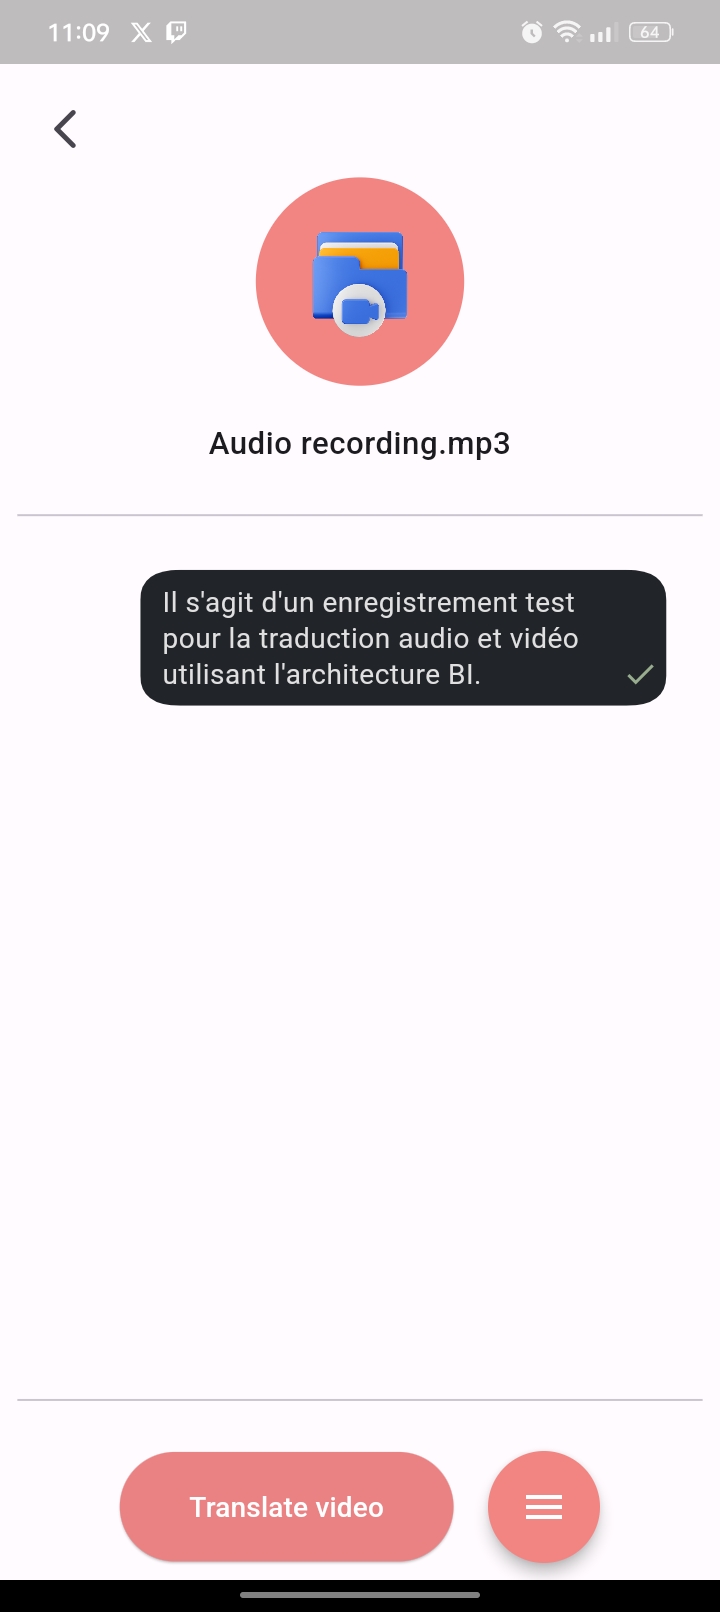 11:09
64
Audio recording.mp3
Il s'agit d'un enregistrement test
pour la traduction audio et vidéo
utilisant l'architecture BI.
Translate video